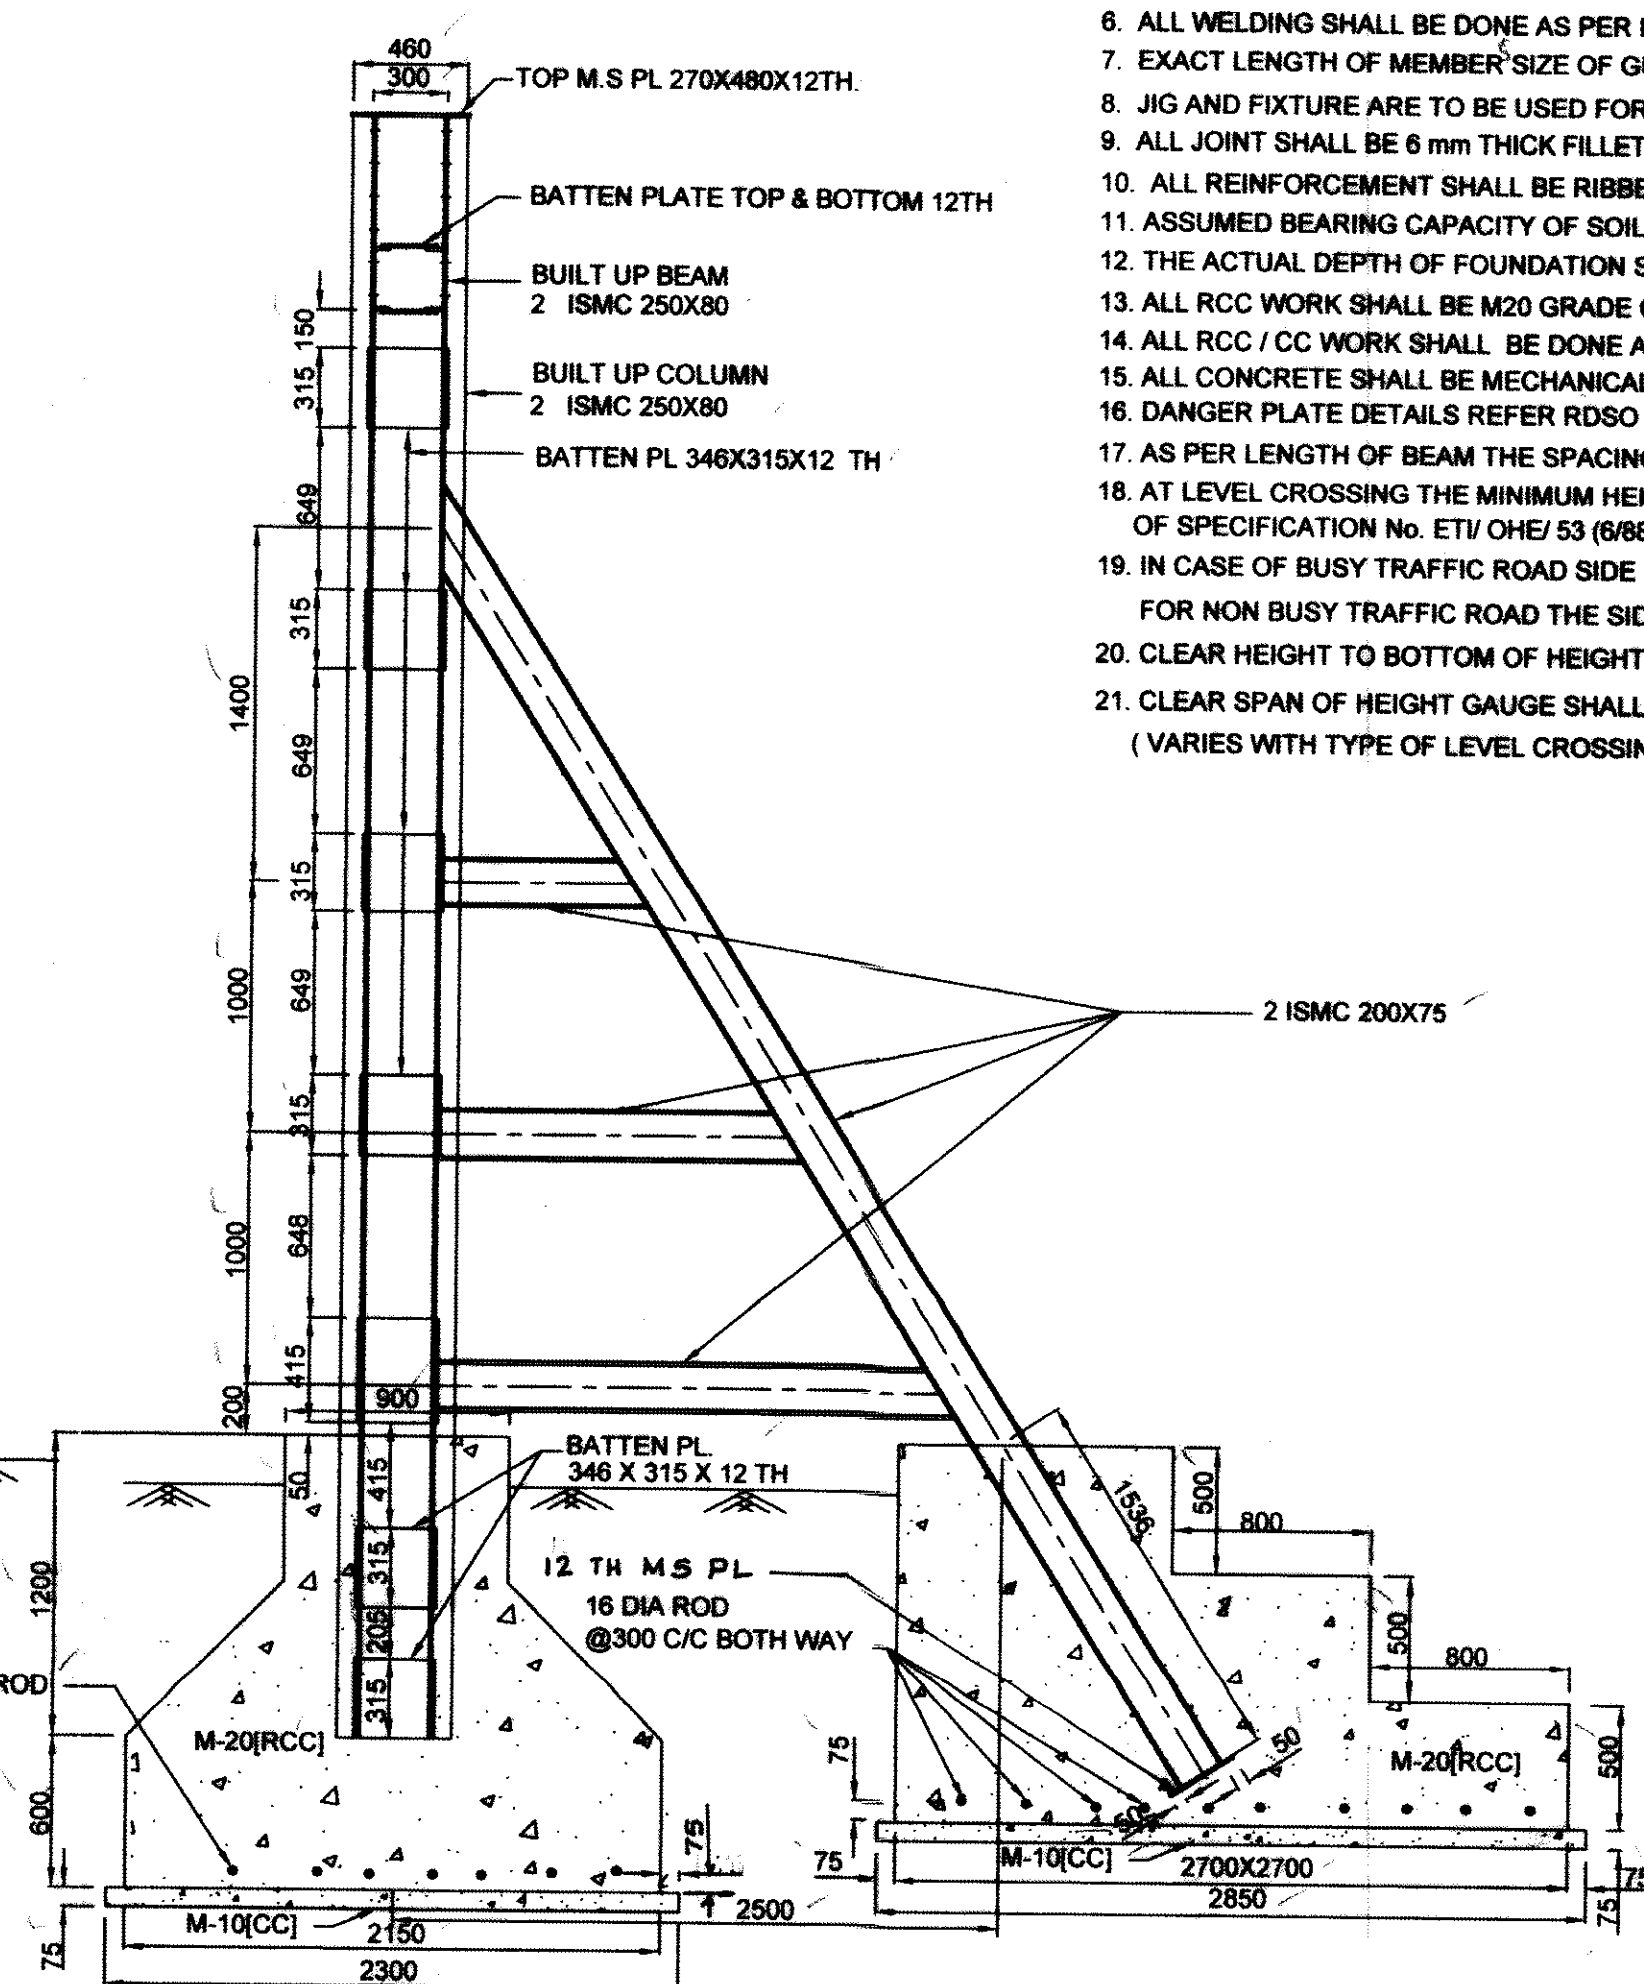 460
300
TOP M.S PL 270X480X12TH.
BATTEN PLATE TOP & BOTTOM 12TH
BUILT UP BEAM
2 ISMC 250X80
BUILT UP COLUMN
2 ISMC 250X80
BATTEN PL 346X315X12 TH
150
315
649
315
649
315
649
315
648
415
1400
1000
1000
200
2 ISMC 200X75
6. ALL WELDING SHALL BE DONE AS PER
7. EXACT LENGTH OF MEMBER SIZE OF
8. JIG AND FIXTURE ARE TO BE USED FOR
9. ALL JOINT SHALL BE 6 mm THICK FILLET
10. ALL REINFORCEMENT SHALL BE
11. ASSUMED BEARING CAPACITY OF SOIL
12. THE ACTUAL DEPTH OF FOUNDATION
13. ALL RCC WORK SHALL BE M20 GRADE
14. ALL RCC / CC WORK SHALL BE DONE
15. ALL CONCRETE SHALL BE
16. DANGER PLATE DETAILS REFER RDSO
17. AS PER LENGTH OF BEAM THE
18. AT LEVEL CROSSING THE MINIMUM
OF SPECIFICATION No. ETI/ OHE/ 53 (6/88
19. IN CASE OF BUSY TRAFFIC ROAD SIDE
FOR NON BUSY TRAFFIC ROAD THE
20. CLEAR HEIGHT TO BOTTOM OF HEIGHT
21. CLEAR SPAN OF HEIGHT GAUGE SHALL
( VARIES WITH TYPE OF LEVEL
900
50
415
315
205
315
BATTEN PL.
346 X 315 X 12 TH
12 TH MS PL
16 DIA ROD
@300 C/C BOTH WAY
1200
600
75
ROD
M-20[RCC]
M-10[CC]
75
2150
2300
2500
1536
500
800
500
800
500
M-20[RCC]
50
50
75
75
M-10[CC]
2700X2700
2850
75
75